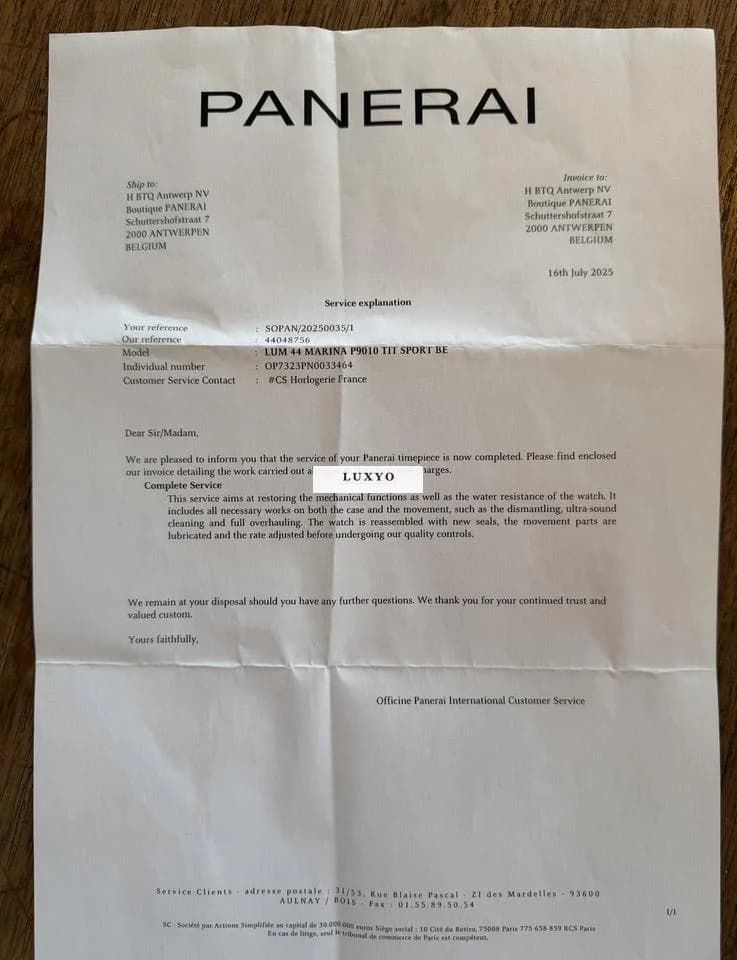 PANERAI
Ship to:
H BTQ Antwerp NV
Boutique PANERAI
Schuttershofstraat 7
2000 ANTWERPEN
BELGIUM
Invoice to:
H BTQ Antwerp NV
Boutique PANERAI
Schuttershofstraat 7
2000 ANTWERPEN
BELGIUM
16th July 2025
Service explanation
Your reference : SOPAN/20250035/1
Our reference : 44048756
Model : LUM 44 MARINA P9010 TIT SPORT BE
Individual number : OP7323PN0033464
Customer Service Contact : #CS Horlogerie France
Dear Sir/Madam,
We are pleased to inform you that the service of your Panerai timepiece is now completed. Please find enclosed
our invoice detailing the work carried out
LUXYO
Complete Service
This service aims at restoring the mechanical functions as well as the water resistance of the watch. It
includes all necessary works on both the case and the movement, such as the dismantling, ultra-sound
cleaning and full overhauling. The watch is reassembled with new seals, the movement parts are
lubricated and the rate adjusted before undergoing our quality controls.
We remain at your disposal should you have any further questions. We thank you for your continued trust and
valued custom.
Yours faithfully,
Officine Panerai International Customer Service
Service Clients - adresse postale : 31/53, Rue Blaise Pascal - ZI des Mardelles - 93600
AULNAY / BOIS - Fax : 01.55.89.50.54
1/1
SC - Société par Actions Simplifiée au capital de 30.000.000 euros Siège social : 10 Cité du Retiro, 75008 Paris 775 658 859 RCS Paris
En cas de litige, seul le tribunal de commerce de Paris est compétent.